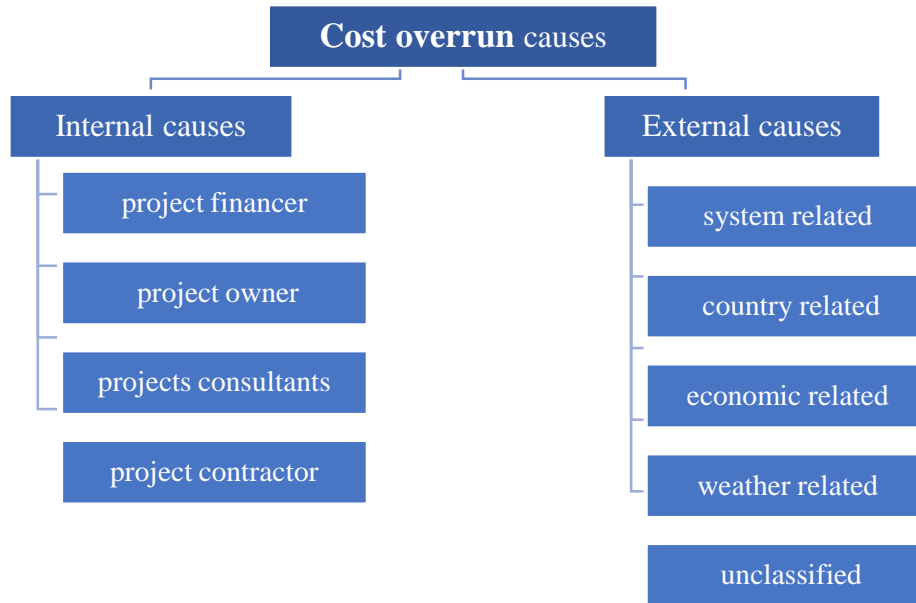 Cost overrun causes
Internal causes
project financer
project owner
projects consultants
project contractor
External causes
system related
country related
economic related
weather related
unclassified